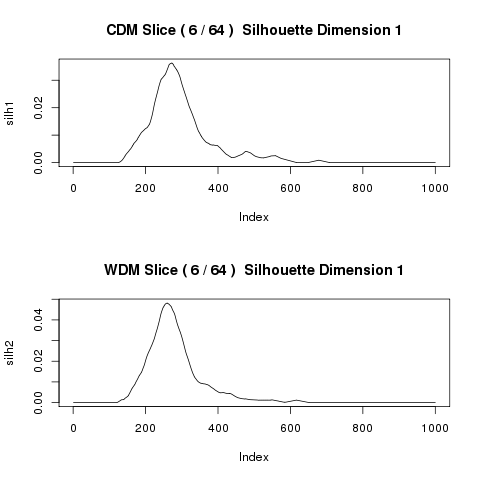 CDM Slice ( 6 / 64 )  Silhouette Dimension 1
silh1
0.02
0.00
0 200 400 600 800 1000
Index
WDM Slice ( 6 / 64 )  Silhouette Dimension 1
silh2
0.04
0.02
0.00
0 200 400 600 800 1000
Index